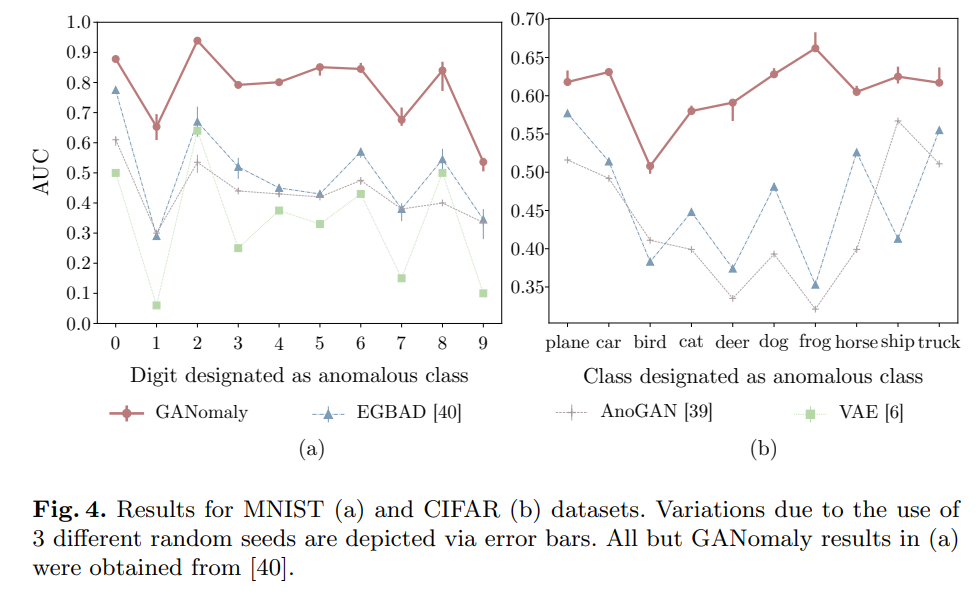 1.0
0.9
0.8
0.7
0.6
0.5
0.4
0.3
0.2
0.1
0.0
AUC
0 1 2 3 4 5 6 7 8 9
Digit designated as anomalous class
0.70
0.65
0.60
0.55
0.50
0.45
0.40
0.35
plane car bird cat deer dog frog horse ship truck
Class designated as anomalous class
GANomaly EGBAD [40] AnoGAN [39] VAE [6]
(a) (b)
Fig. 4. Results for MNIST (a) and CIFAR (b) datasets. Variations due to the use of
3 different random seeds are depicted via error bars. All but GANomaly results in (a)
were obtained from [40].